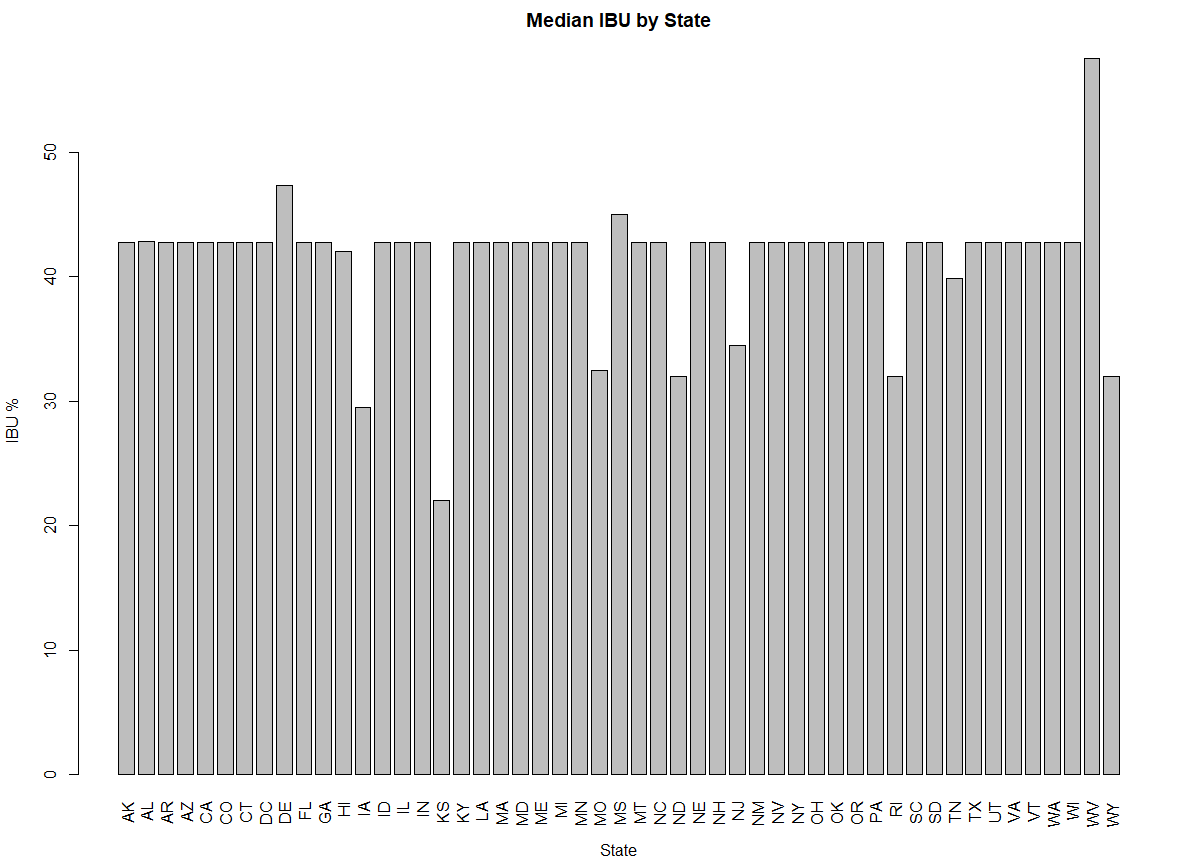 Median IBU by State
IBU %
50
40
30
20
10
0
AK AL AR AZ CA CO CT DC DE FL GA HI IA ID IL IN KS KY LA MA MD ME MI MN MO MS MT NC ND NE NH NJ NM NV NY OH OK OR PA RI SC SD TN TX UT VA VT WA WI WV WY
State